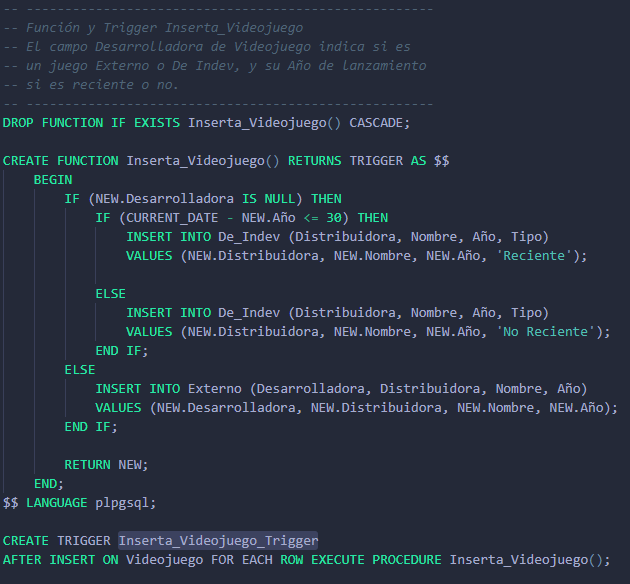 -- -----------------------------------------------------
-- Función y Trigger Inserta_Videojuego
-- El campo Desarrolladora de Videojuego indica si es
-- un juego Externo o De Indev, y su Año de lanzamiento
-- si es reciente o no.
-- -----------------------------------------------------
DROP FUNCTION IF EXISTS Inserta_Videojuego() CASCADE;

CREATE FUNCTION Inserta_Videojuego() RETURNS TRIGGER AS $$
    BEGIN
        IF (NEW.Desarrolladora IS NULL) THEN
            IF (CURRENT_DATE - NEW.Año <= 30) THEN
                INSERT INTO De_Indev (Distribuidora, Nombre, Año, Tipo)
                VALUES (NEW.Distribuidora, NEW.Nombre, NEW.Año, 'Reciente');

            ELSE
                INSERT INTO De_Indev (Distribuidora, Nombre, Año, Tipo)
                VALUES (NEW.Distribuidora, NEW.Nombre, NEW.Año, 'No Reciente');
            END IF;
        ELSE
            INSERT INTO Externo (Desarrolladora, Distribuidora, Nombre, Año)
            VALUES (NEW.Desarrolladora, NEW.Distribuidora, NEW.Nombre, NEW.Año);
        END IF;

        RETURN NEW;
    END;
$$ LANGUAGE plpgsql;

CREATE TRIGGER Inserta_Videojuego_Trigger
AFTER INSERT ON Videojuego FOR EACH ROW EXECUTE PROCEDURE Inserta_Videojuego();